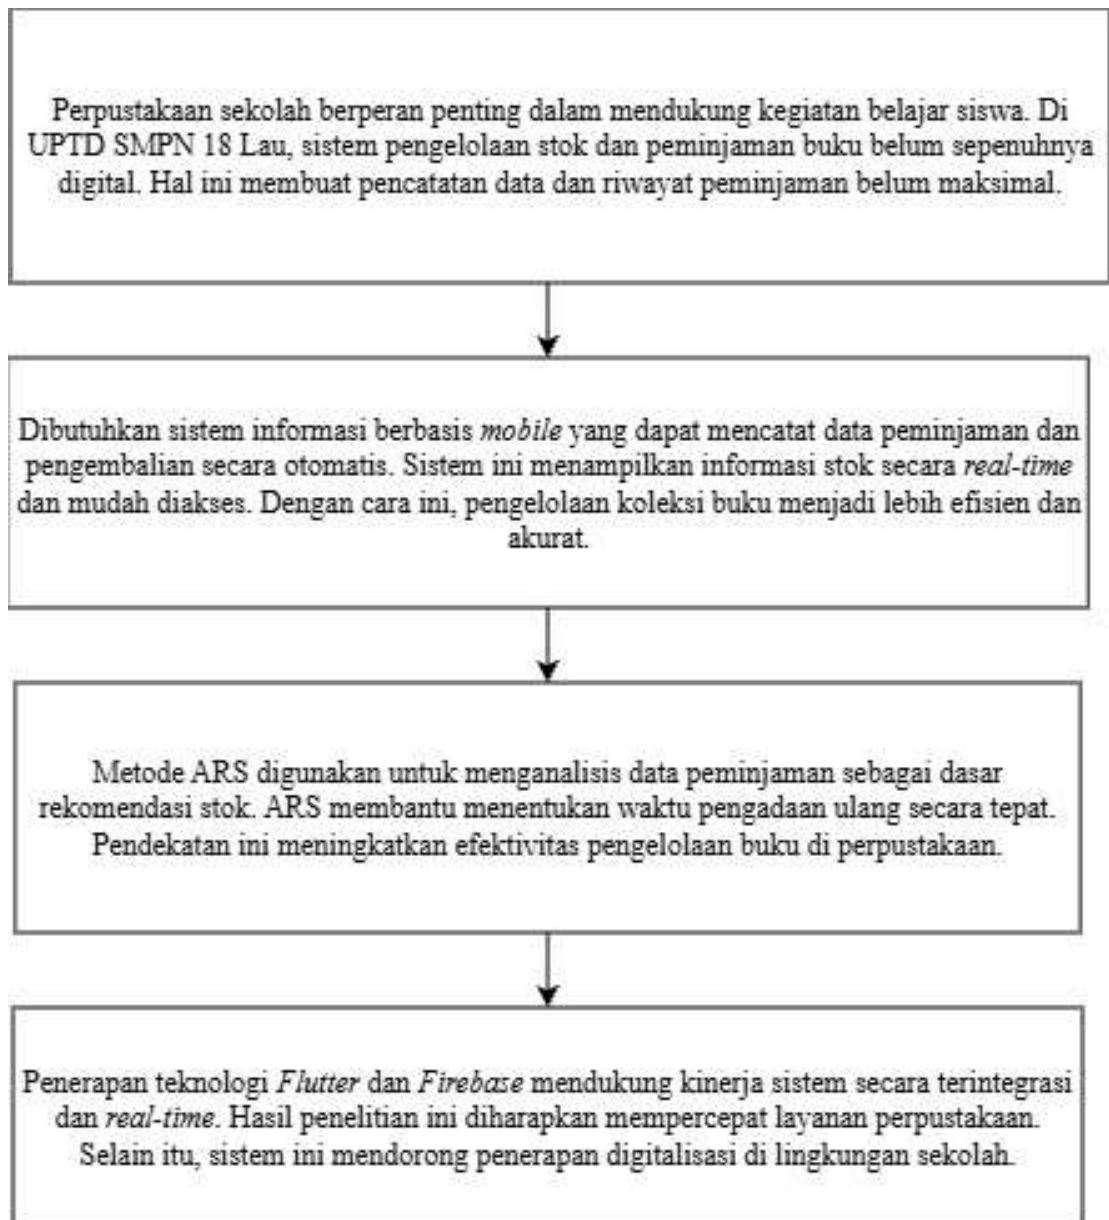 Perpustakaan sekolah berperan penting dalam mendukung kegiatan belajar siswa. Di
UPTD SMPN 18 Lau, sistem pengelolaan stok dan peminjaman buku belum sepenuhnya
digital. Hal ini membuat pencatatan data dan riwayat peminjaman belum maksimal.
Dibutuhkan sistem informasi berbasis mobile yang dapat mencatat data peminjaman dan
pengembalian secara otomatis. Sistem ini menampilkan informasi stok secara real-time
dan mudah diakses. Dengan cara ini, pengelolaan koleksi buku menjadi lebih efisien dan
akurat.
Metode ARS digunakan untuk menganalisis data peminjaman sebagai dasar
rekomendasi stok. ARS membantu menentukan waktu pengadaan ulang secara tepat.
Pendekatan ini meningkatkan efektivitas pengelolaan buku di perpustakaan.
Penerapan teknologi Flutter dan Firebase mendukung kinerja sistem secara terintegrasi
dan real-time. Hasil penelitian ini diharapkan mempercepat layanan perpustakaan.
Selain itu, sistem ini mendorong penerapan digitalisasi di lingkungan sekolah.